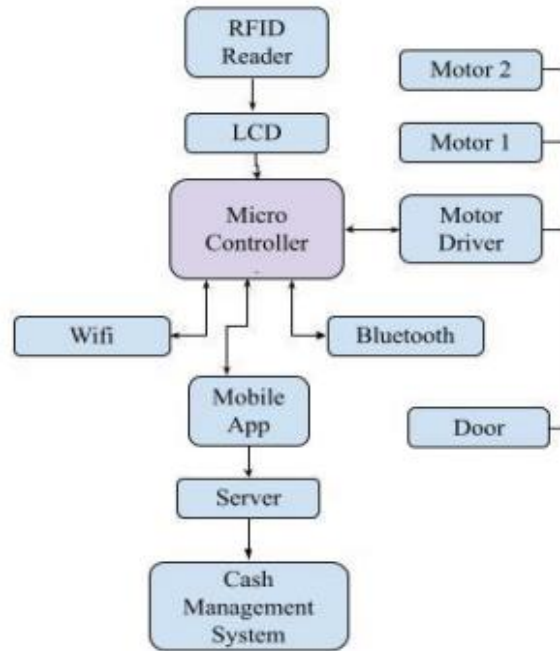 RFID
Reader
Motor 2
LCD
Motor 1
Micro
Controller
Motor
Driver
Wifi
Bluetooth
Mobile
App
Door
Server
Cash
Management
System